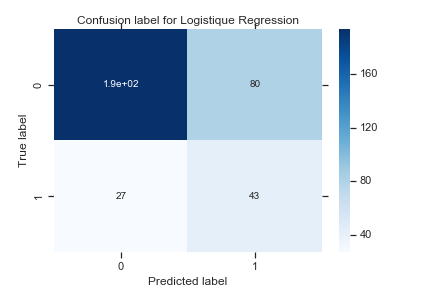 Confusion label for Logistique Regression
0
1.9e+02
80
1
27
43
True label
0
1
Predicted label
160
120
80
40